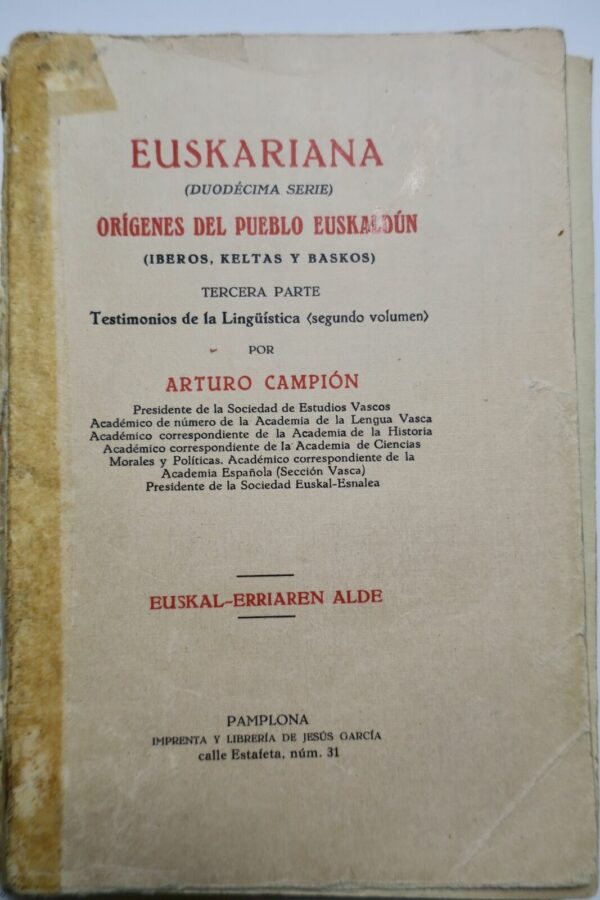 EUSKARIANA
(DUODÉCIMA SERIE)
ORÍGENES DEL PUEBLO EUSKALDÚN
(IBEROS, KELTAS Y BASKOS)
TERCERA PARTE
Testimonios de la Lingüística (segundo volumen)
POR
ARTURO CAMPIÓN
Presidente de la Sociedad de Estudios Vascos
Académico de número de la Academia de la Lengua Vasca
Académico correspondiente de la Academia de la Historia
Académico correspondiente de la Academia de Ciencias
Morales y Políticas. Académico correspondiente de la
Academia Española (Sección Vasca)
Presidente de la Sociedad Euskal-Esnalea
EUSKAL-ERRIAREN ALDE
PAMPLONA
IMPRENTA Y LIBRERÍA DE JESÚS GARCÍA
calle Estafeta, núm. 31